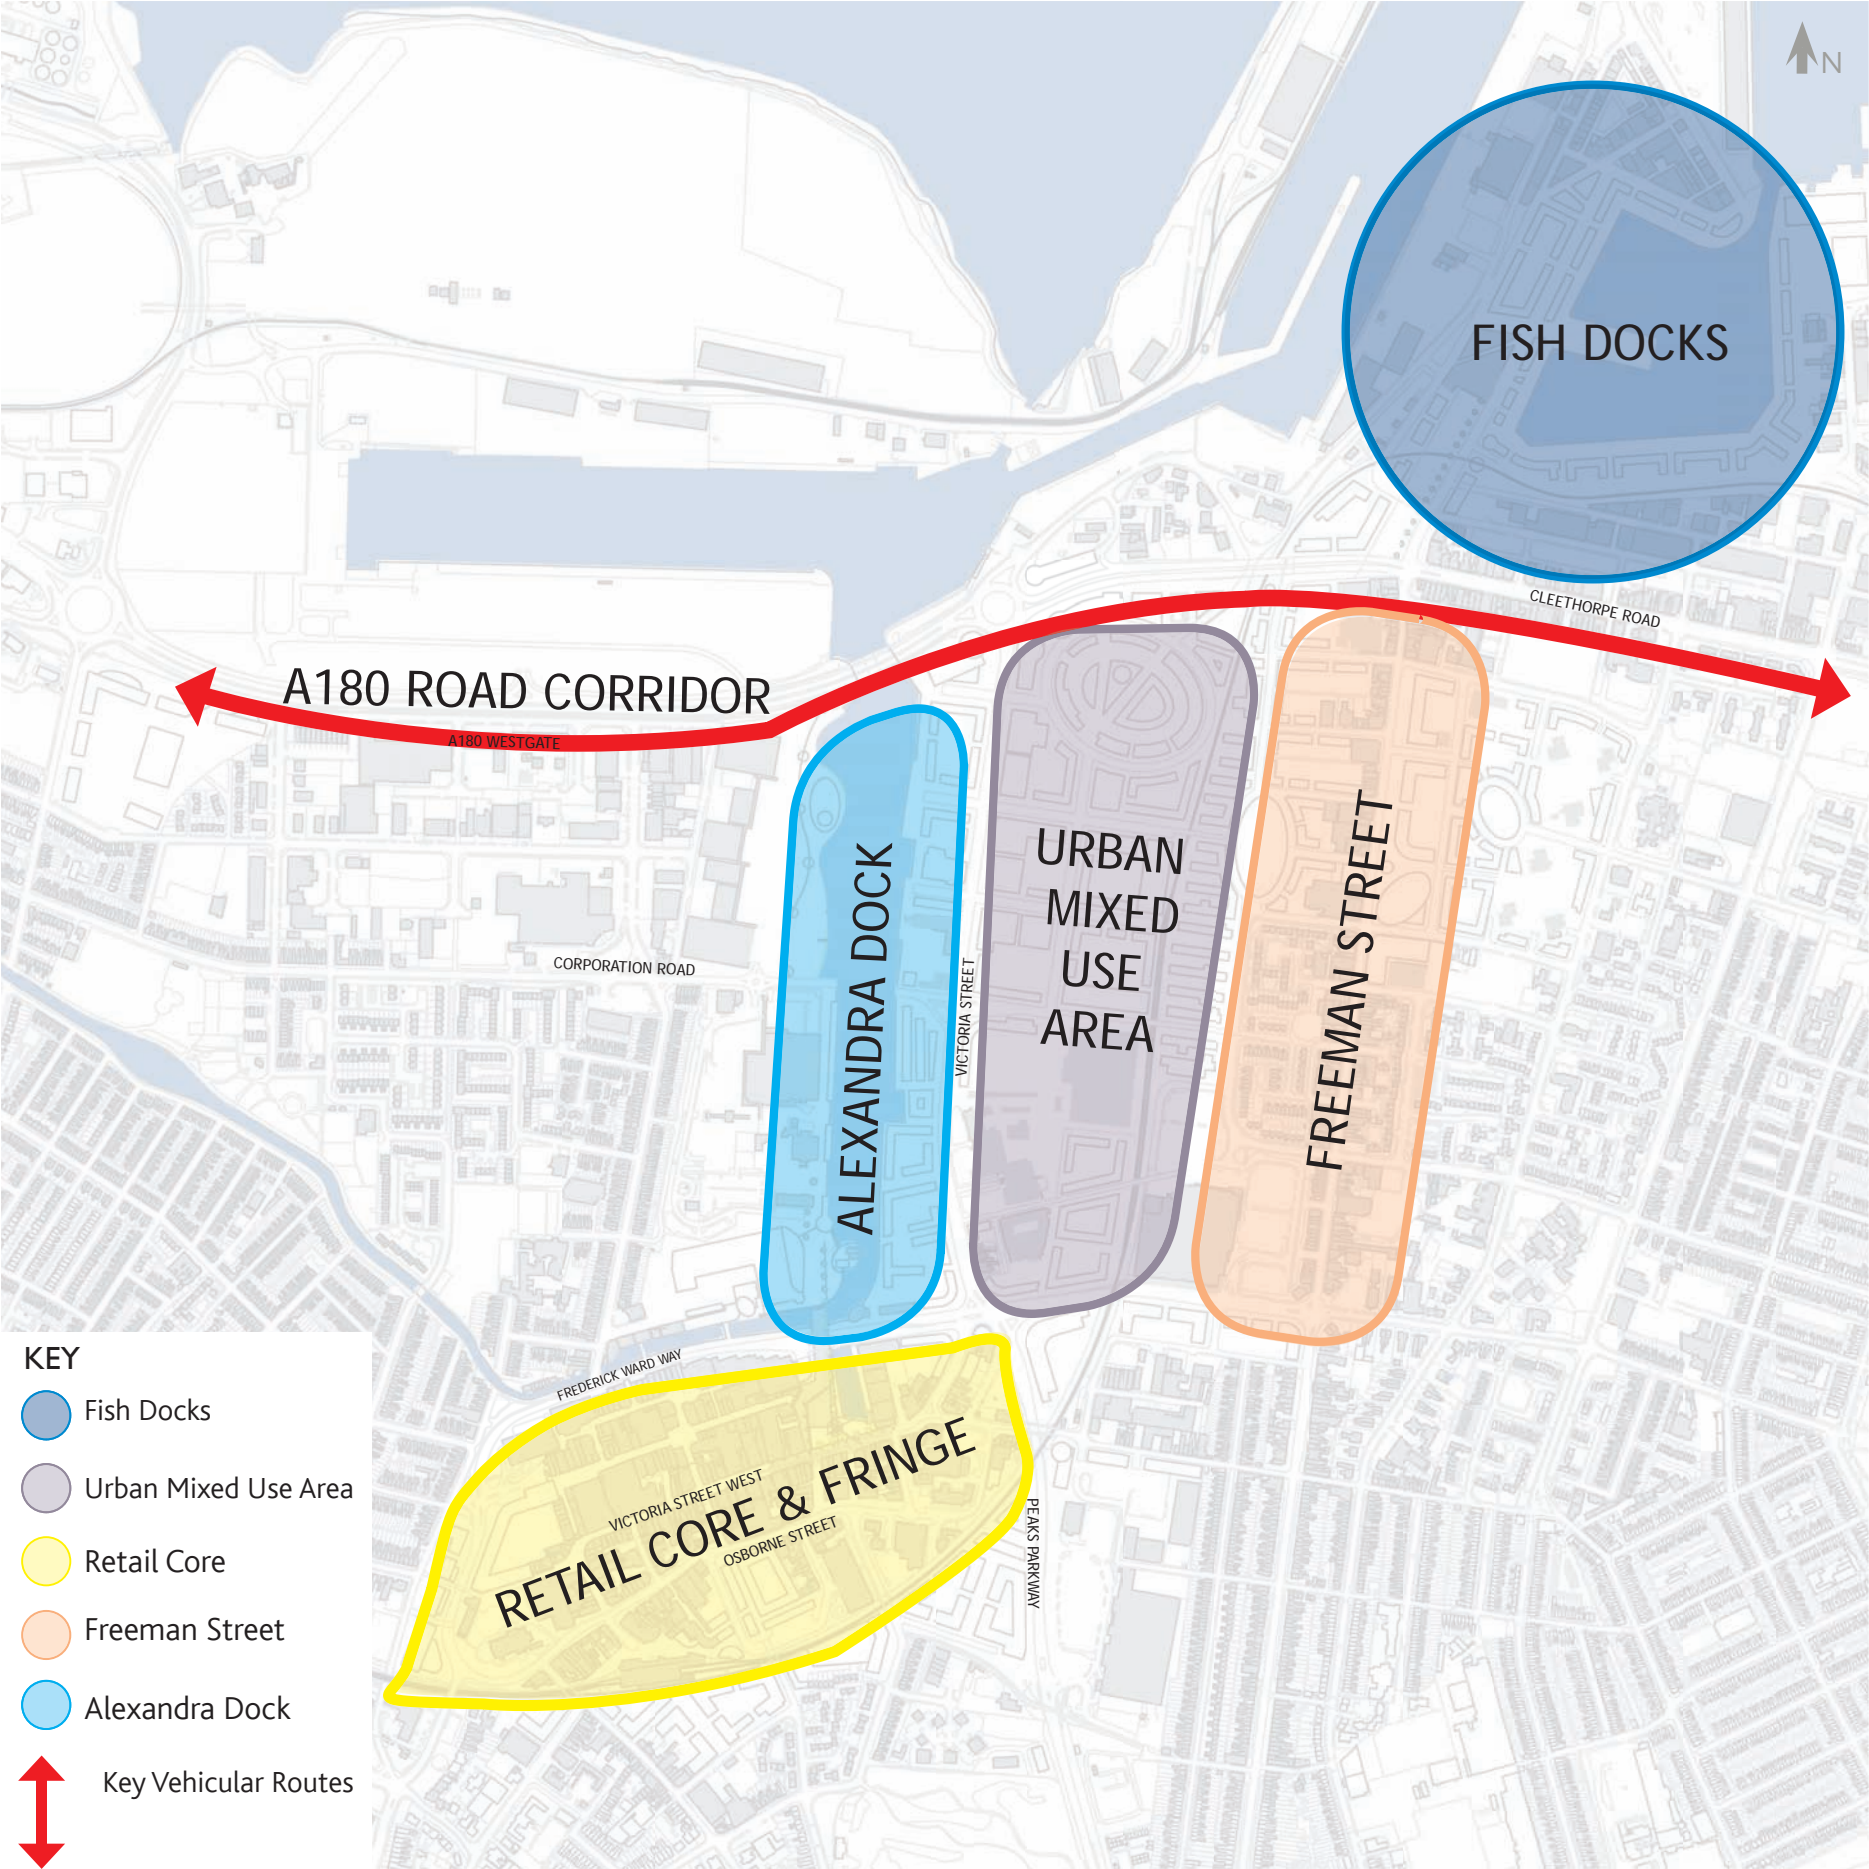 N
FISH DOCKS
CLEETHORPE ROAD
A180 ROAD CORRIDOR
A180 WESTGATE
URBAN
MIXED
USE
AREA
FREEMAN STREET
ALEXANDRA DOCK
VICTORIA STREET
CORPORATION ROAD
FREDERICK WARD WAY
VICTORIA STREET WEST
RETAIL CORE & FRINGE
OSBORNE STREET
PEAKS PARKWAY
KEY
Fish Docks
Urban Mixed Use Area
Retail Core
Freeman Street
Alexandra Dock
Key Vehicular Routes